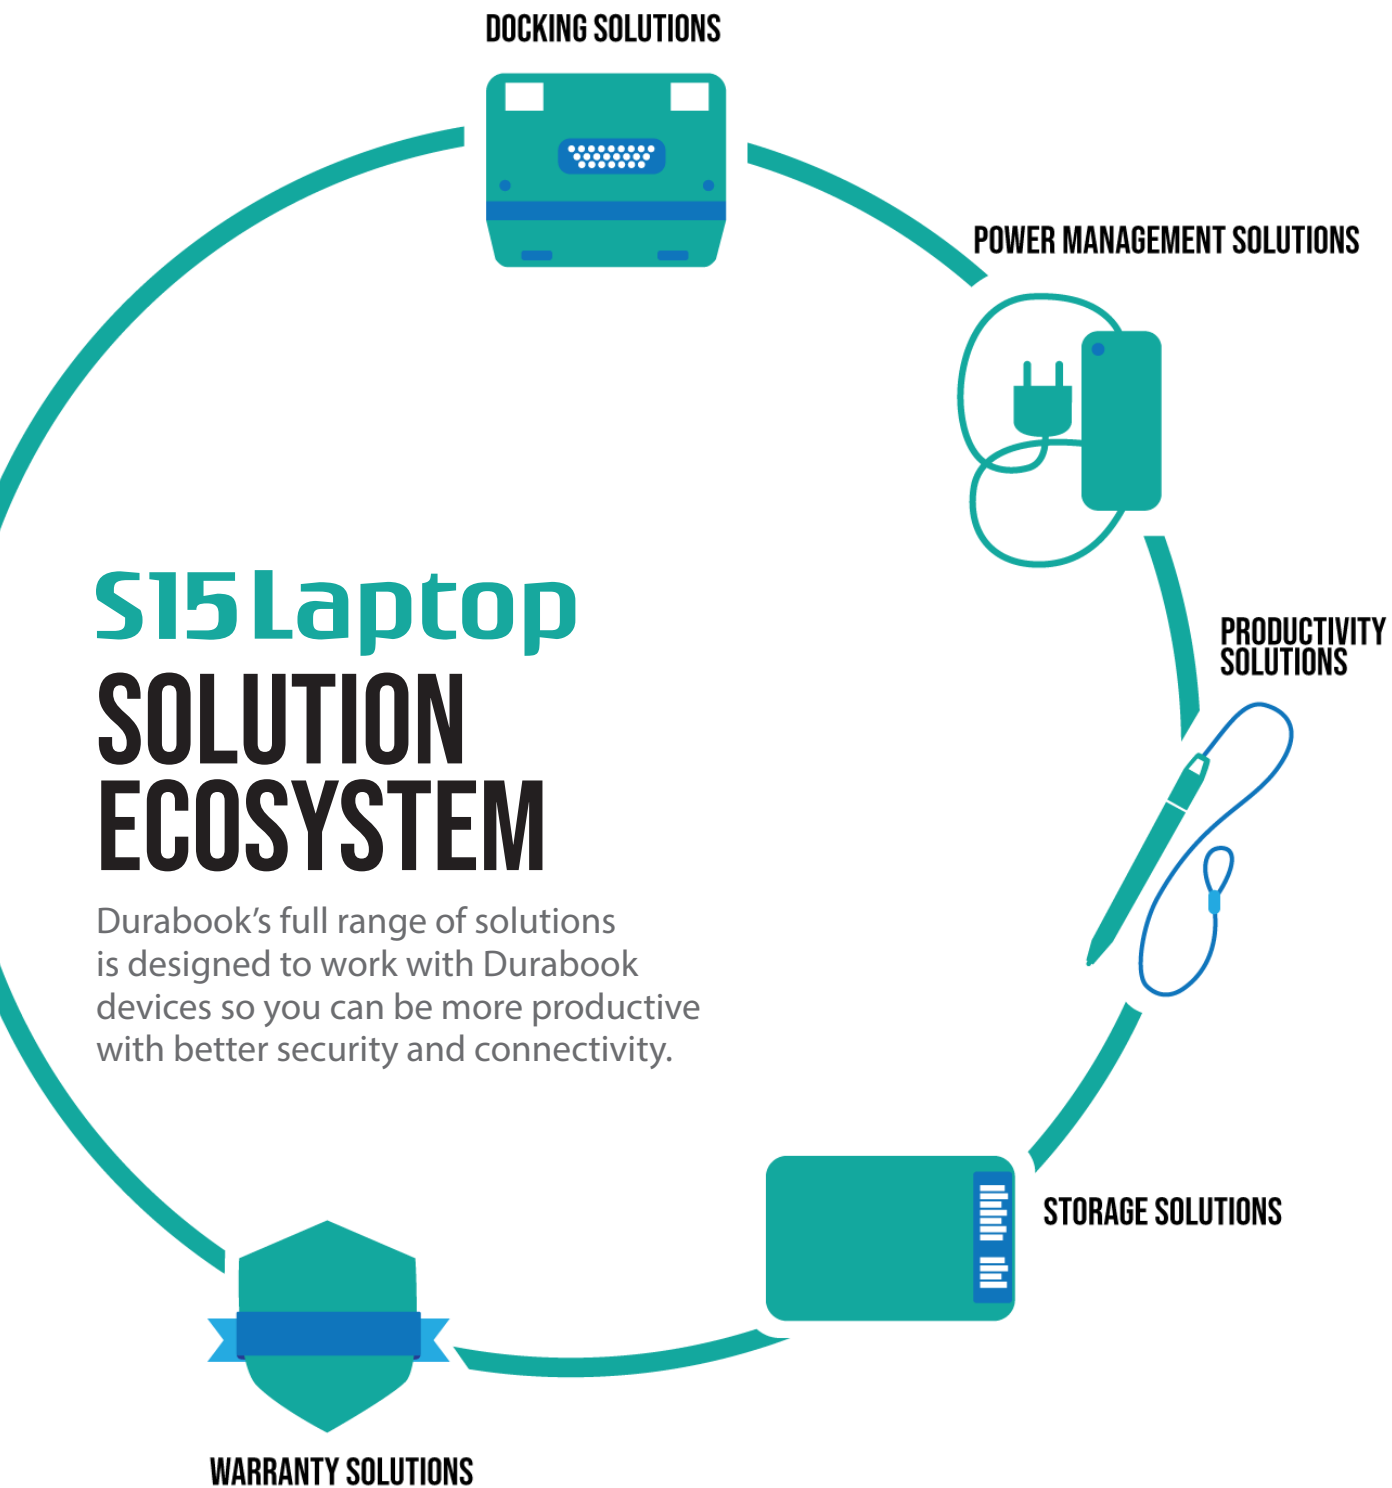 DOCKING SOLUTIONS
POWER MANAGEMENT SOLUTIONS
S15 Laptop
SOLUTION
ECOSYSTEM
PRODUCTIVITY
SOLUTIONS
Durabook’s full range of solutions
is designed to work with Durabook
devices so you can be more productive
with better security and connectivity.
STORAGE SOLUTIONS
WARRANTY SOLUTIONS